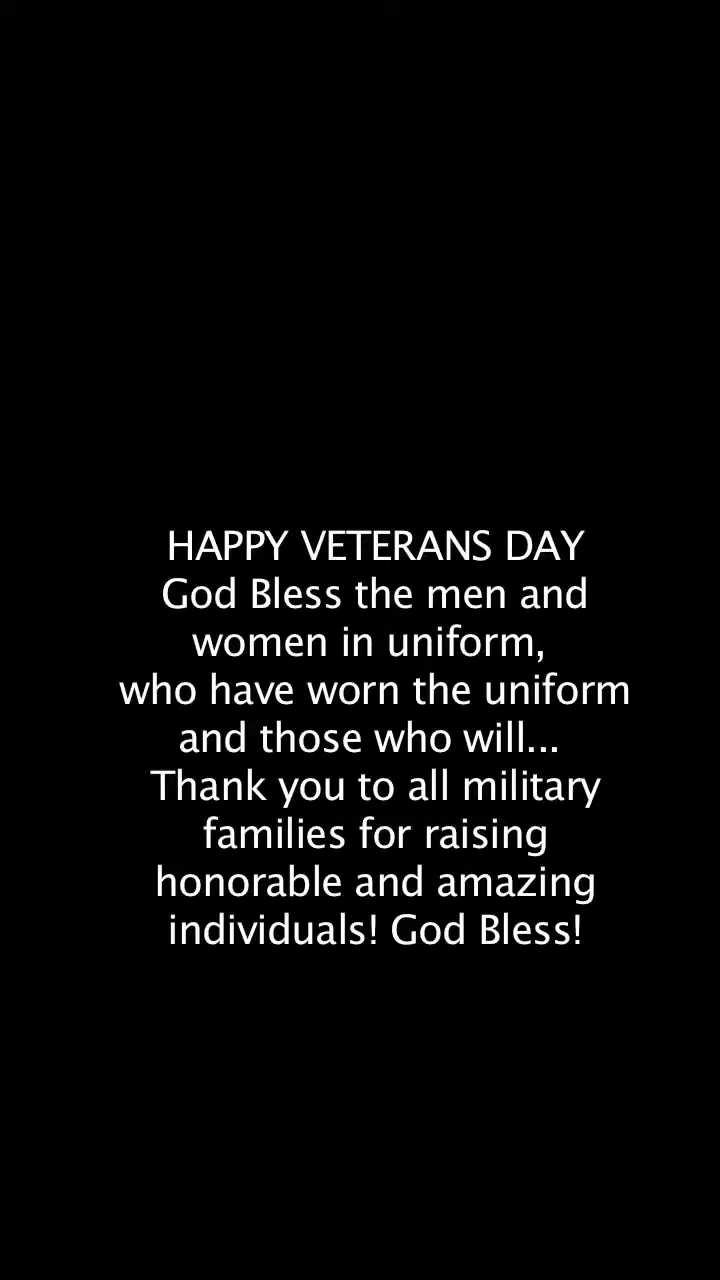 HAPPY VETERANS DAY
God Bless the men and
women in uniform,
who have worn the uniform
and those who will...
Thank you to all military
families for raising
honorable and amazing
individuals! God Bless!